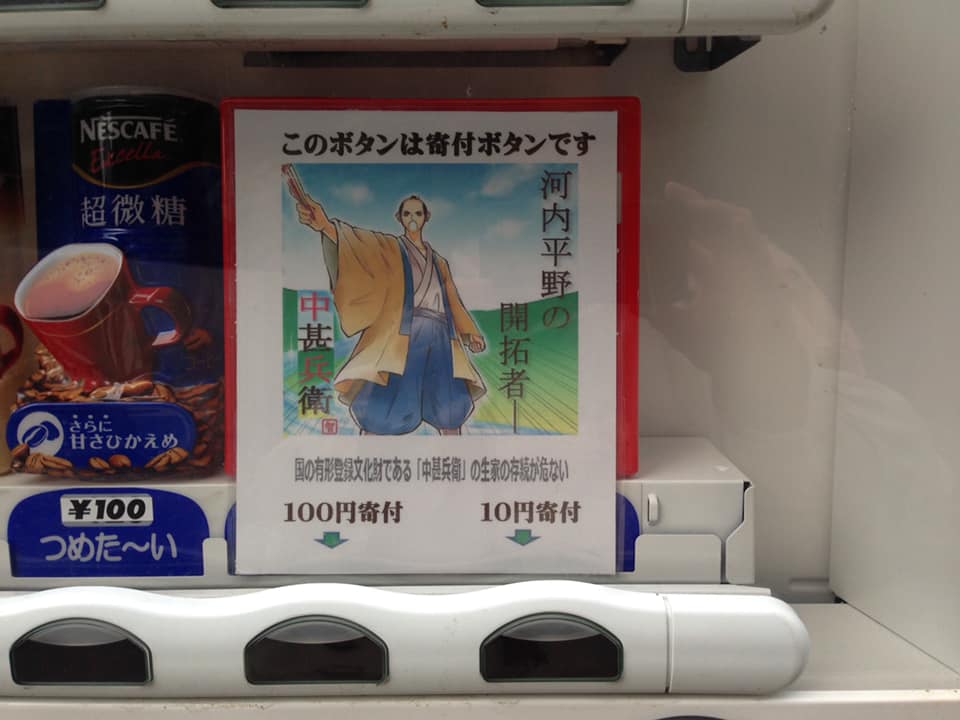 NESCAFÉ
Excella
超微糖
さらに
甘さひかえめ
¥100
つめた〜い
このボタンは寄付ボタンです
河内平野の
開拓者―
中甚兵衛
国の有形登録文化財である「中甚兵衛」の生家の存続が危ない
100円寄付
10円寄付